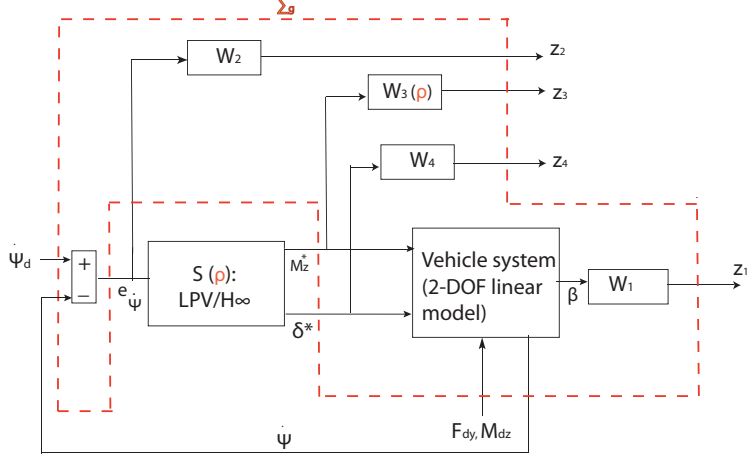 Σg
W2
z2
W3(ρ)
z3
W4
z4
ψ̇d
+
−
eψ̇
S(ρ):
LPV/H∞
Mz*
δ*
Vehicle system
(2-DOF linear
model)
β
W1
z1
Fdy, Mdz
ψ̇